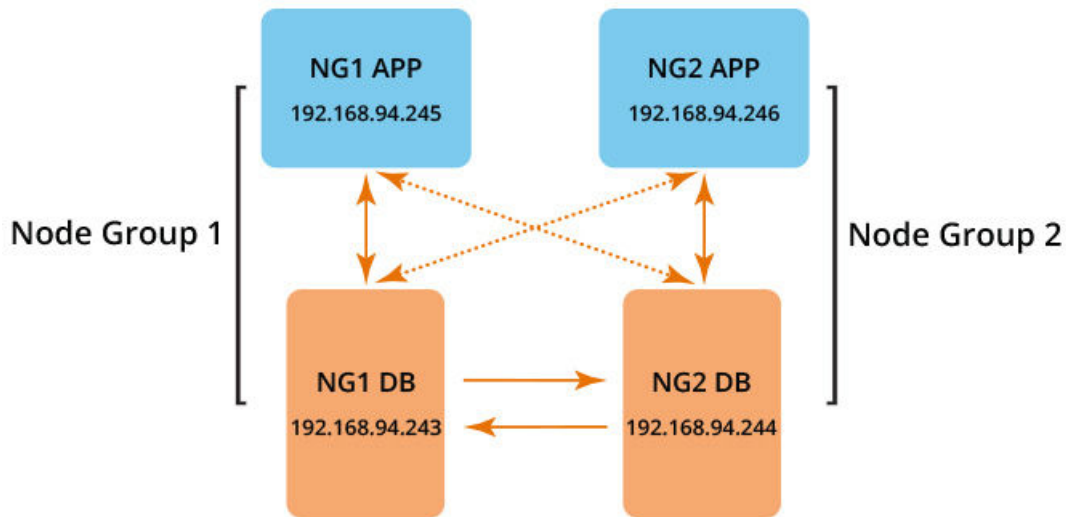 NG1 APP
192.168.94.245
NG2 APP
192.168.94.246
Node Group 1
Node Group 2
NG1 DB
192.168.94.243
NG2 DB
192.168.94.244